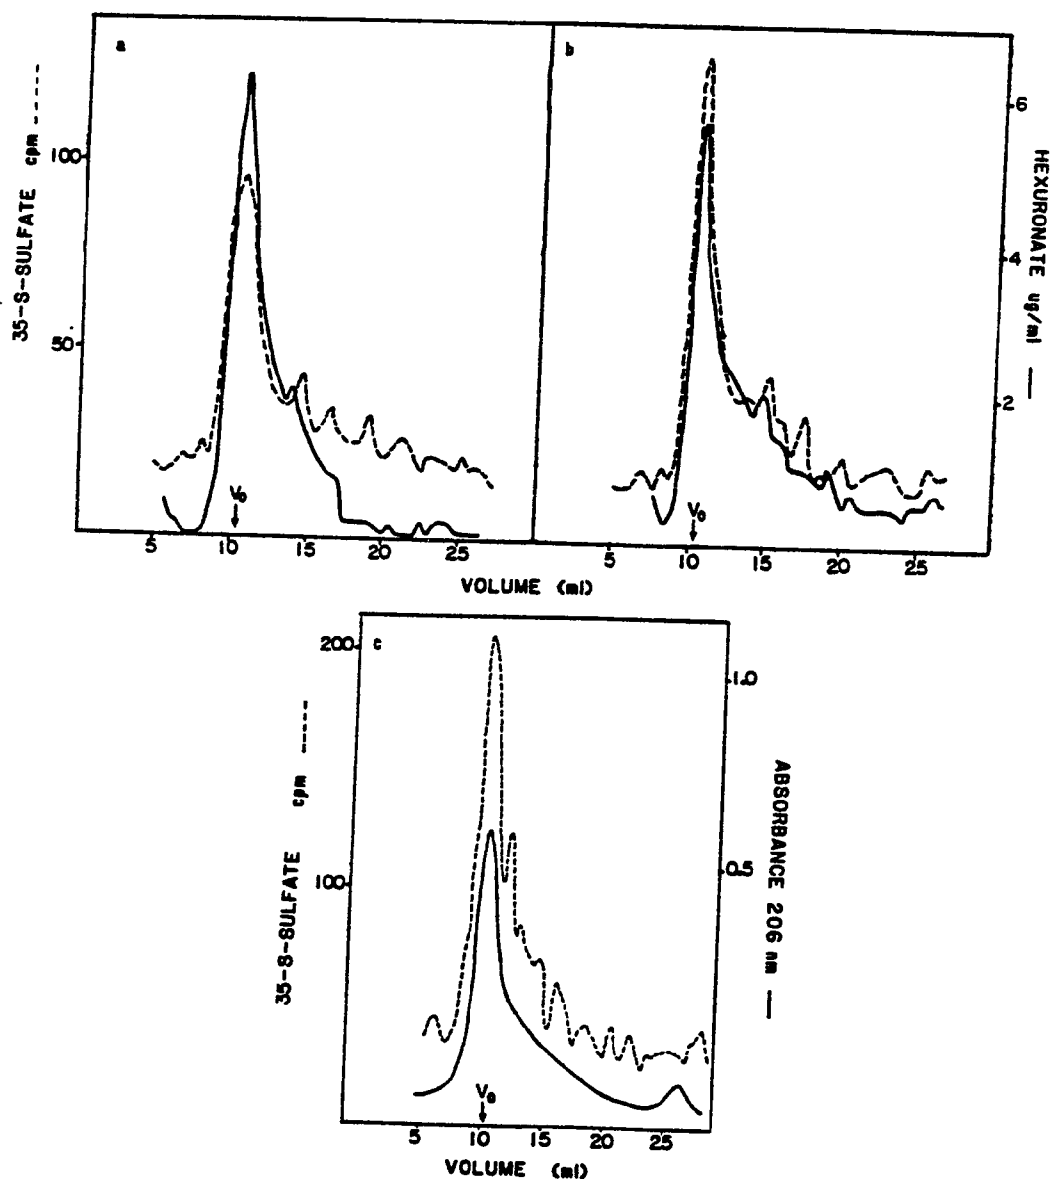 a
b
35-S-SULFATE cpm -----
100
50
V0
5 10 15 20 25
V0
5 10 15 20 25
6
4
2
HEXURONATE ug/ml —
VOLUME (ml)
c
200
100
35-S-SULFATE cpm -----
1.0
0.5
ABSORBANCE 206 nm —
V0
5 10 15 20 25
VOLUME (ml)